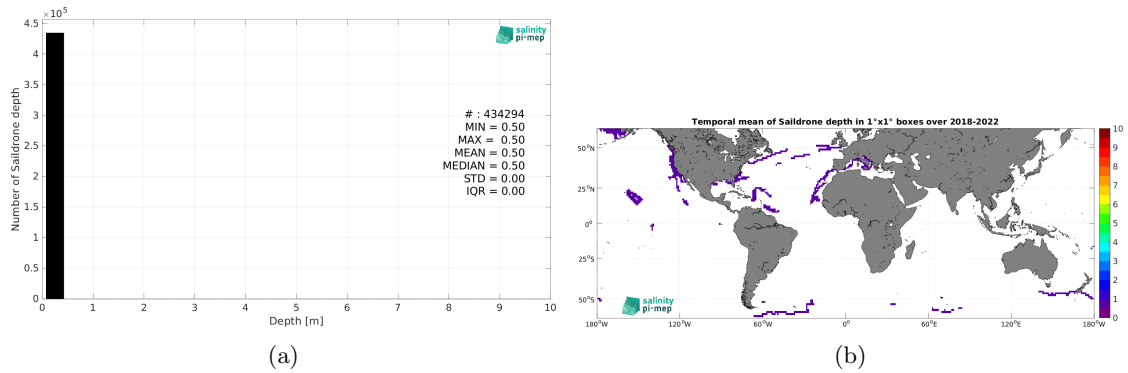 ×10⁵
4.5
4
3.5
3
2.5
2
1.5
1
0.5
0
Number of Saildrone depth
salinity
pi-mep
# : 434294
MIN = 0.50
MAX = 0.50
MEAN = 0.50
MEDIAN = 0.50
STD = 0.00
IQR = 0.00
1 2 3 4 5 6 7 8 9 10
Depth [m]
(a)
Temporal mean of Saildrone depth in 1°x1° boxes over 2018-2022
50°N
25°N
0°
25°S
50°S
salinity
pi-mep
180°W 120°W 60°W 0°E 60°E 120°E 180°W
10
9
8
7
6
5
4
3
2
1
0
(b)